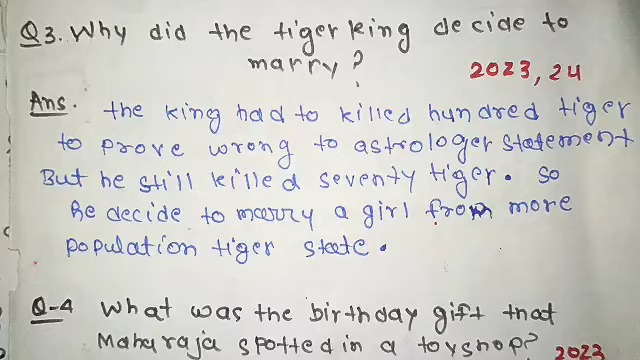 Q3. Why did the tiger king decide to
marry?
2023, 24
Ans. the king had to killed hundred tiger
to prove wrong to astrologer statement
But he still killed seventy tiger. so
he decide to marry a girl from more
population tiger state.
Q-4 What was the birthday gift that
Maharaja spotted in a toyshop? 2023